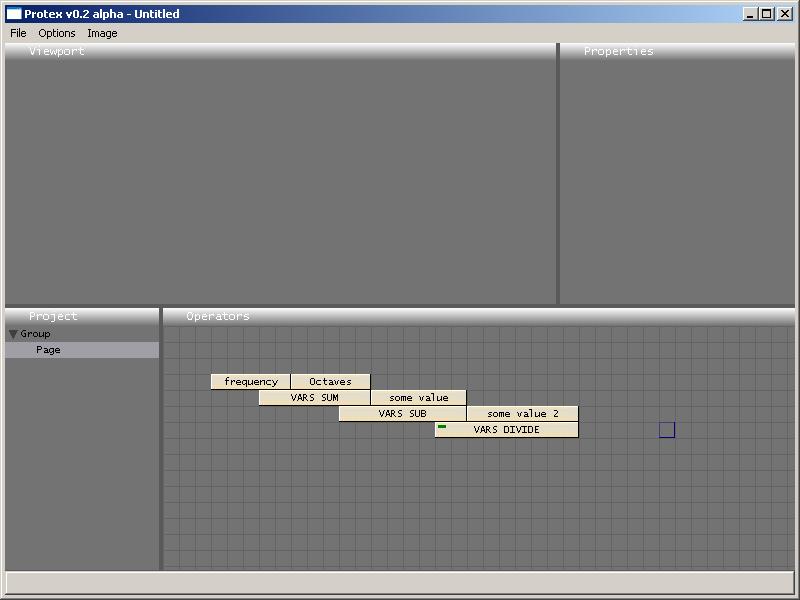 Protex v0.2 alpha - Untitled
File Options Image
Viewport Properties
Project Operators
Group
Page
frequency Octaves
VARS SUM some value
VARS SUB some value 2
VARS DIVIDE